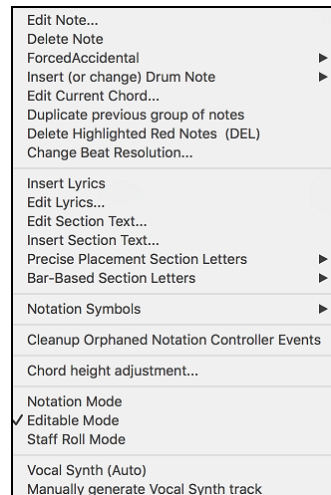 Edit Note...
Delete Note
ForcedAccidental
Insert (or change) Drum Note
Edit Current Chord...
Duplicate previous group of notes
Delete Highlighted Red Notes  (DEL)
Change Beat Resolution...
Insert Lyrics
Edit Lyrics...
Edit Section Text...
Insert Section Text...
Precise Placement Section Letters
Bar-Based Section Letters
Notation Symbols
Cleanup Orphaned Notation Controller Events
Chord height adjustment...
Notation Mode
Editable Mode
Staff Roll Mode
Vocal Synth (Auto)
Manually generate Vocal Synth track